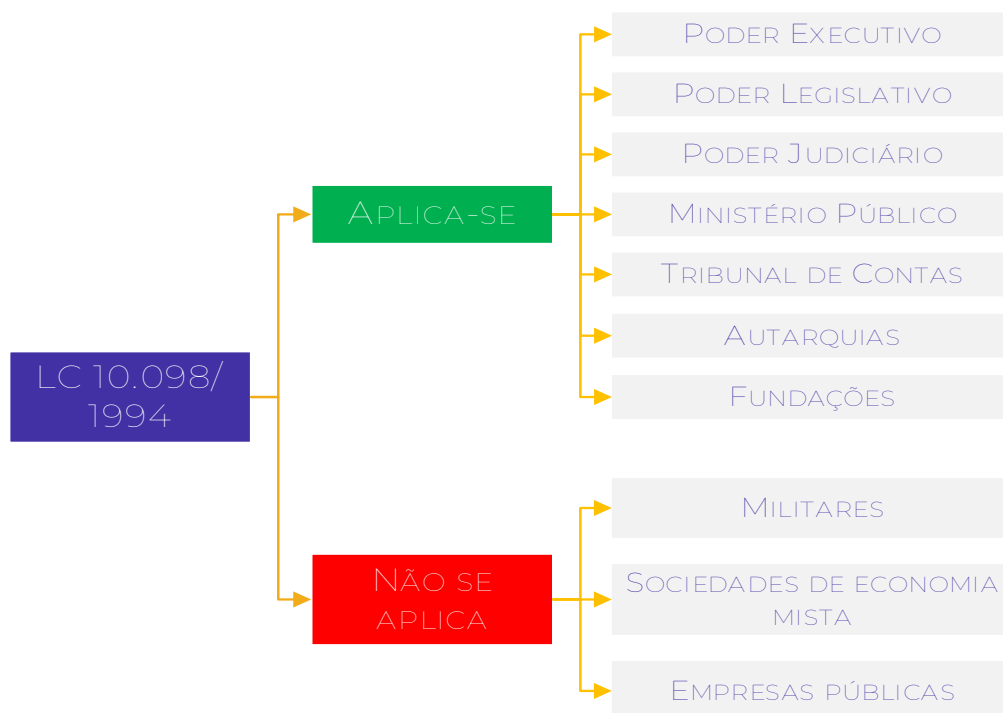 LC 10.098/
1994
Aplica-se
Poder Executivo
Poder Legislativo
Poder Judiciário
Ministério Público
Tribunal de Contas
Autarquias
Fundações
Não se
aplica
Militares
Sociedades de economia
mista
Empresas públicas